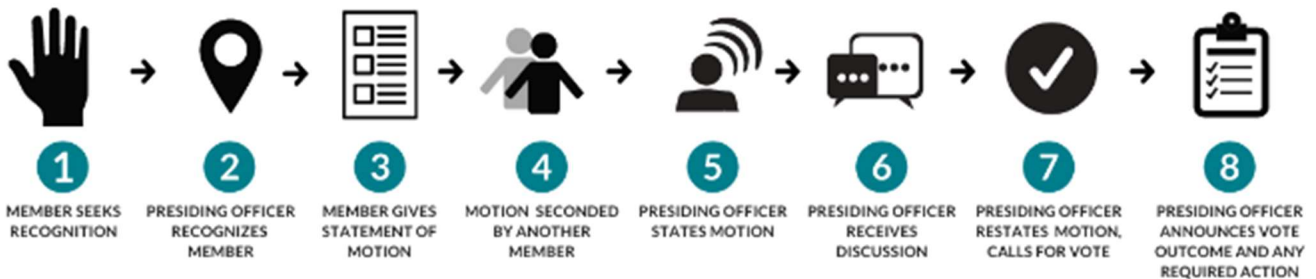 1
MEMBER SEEKS
RECOGNITION
2
PRESIDING OFFICER
RECOGNIZES
MEMBER
3
MEMBER GIVES
STATEMENT OF
MOTION
4
MOTION SECONDED
BY ANOTHER
MEMBER
5
PRESIDING OFFICER
STATES MOTION
6
PRESIDING OFFICER
RECEIVES
DISCUSSION
7
PRESIDING OFFICER
RESTATES MOTION,
CALLS FOR VOTE
8
PRESIDING OFFICER
ANNOUNCES VOTE
OUTCOME AND ANY
REQUIRED ACTION